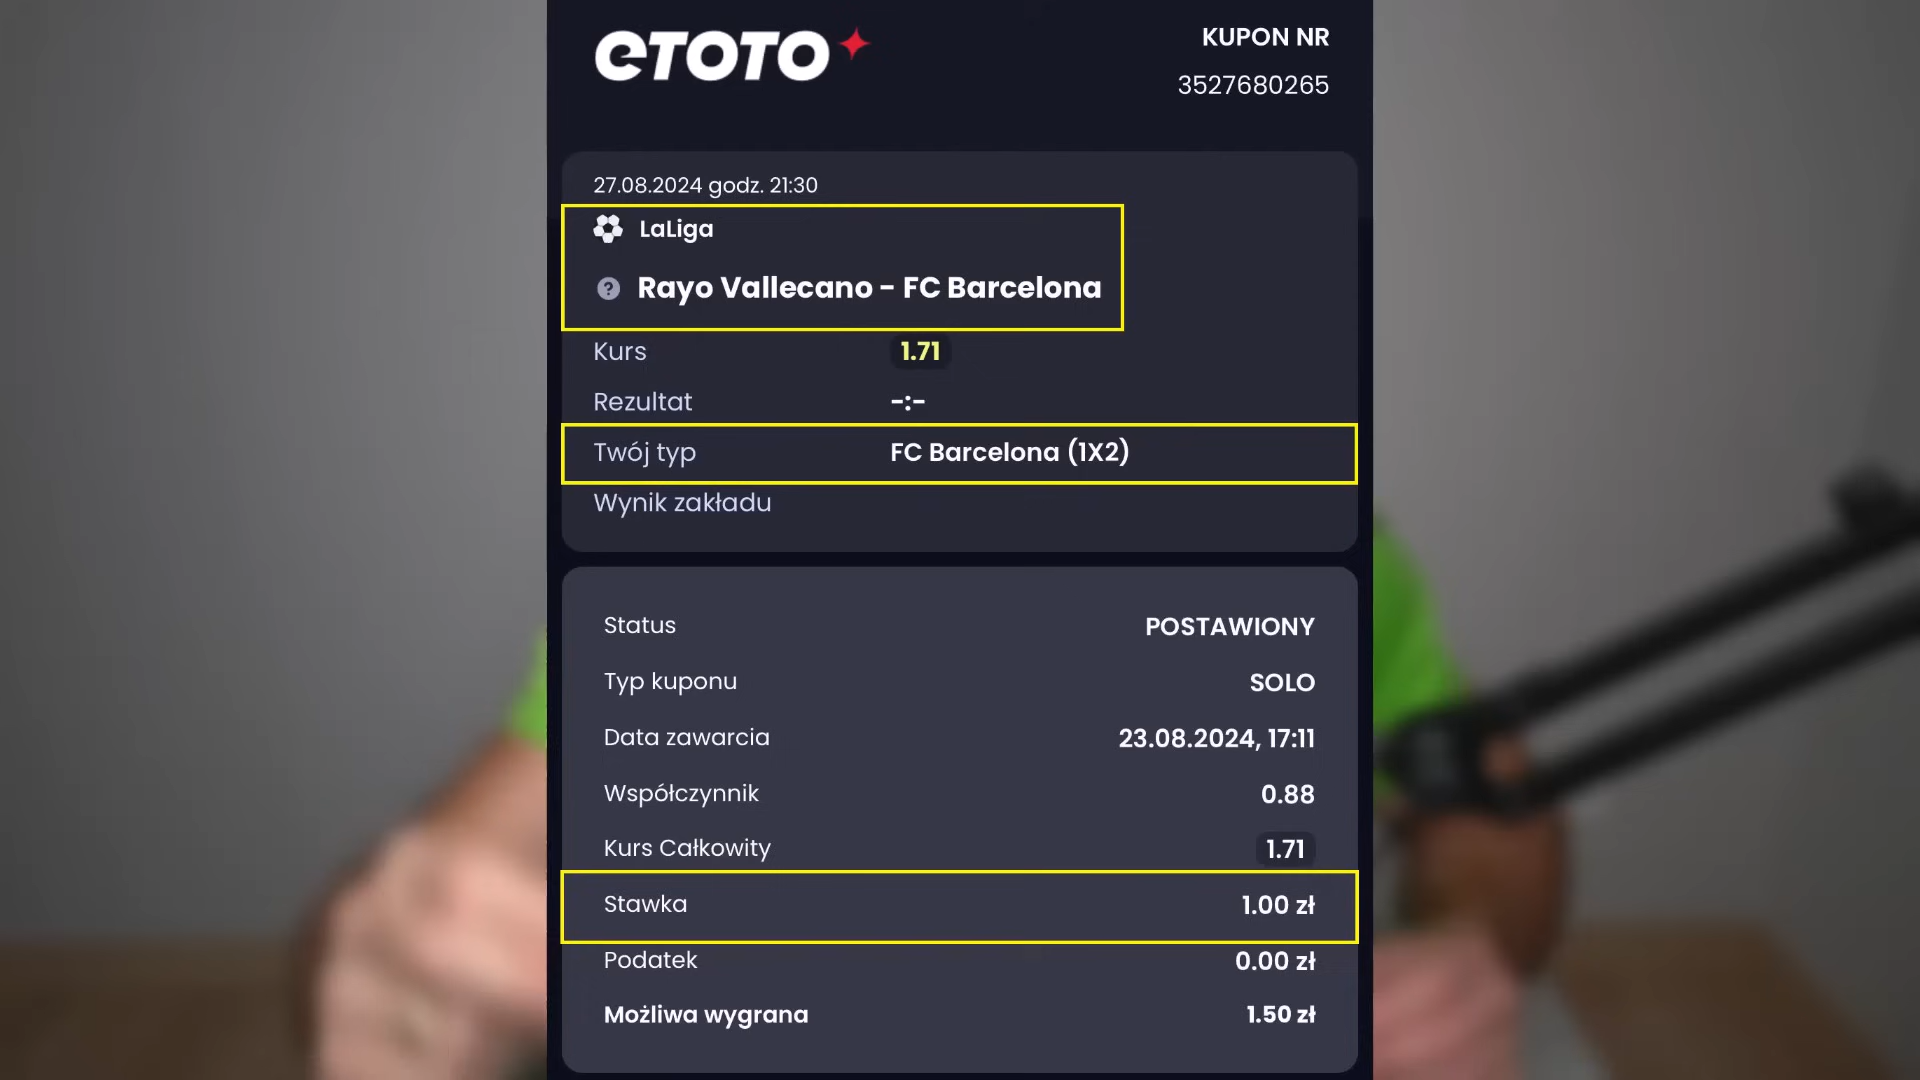 eTOTO
KUPON NR
3527680265
27.08.2024 godz. 21:30
LaLiga
? Rayo Vallecano - FC Barcelona
Kurs 1.71
Rezultat -:-
Twój typ FC Barcelona (1X2)
Wynik zakładu
Status POSTAWIONY
Typ kuponu SOLO
Data zawarcia 23.08.2024, 17:11
Współczynnik 0.88
Kurs Całkowity 1.71
Stawka 1.00 zł
Podatek 0.00 zł
Możliwa wygrana 1.50 zł